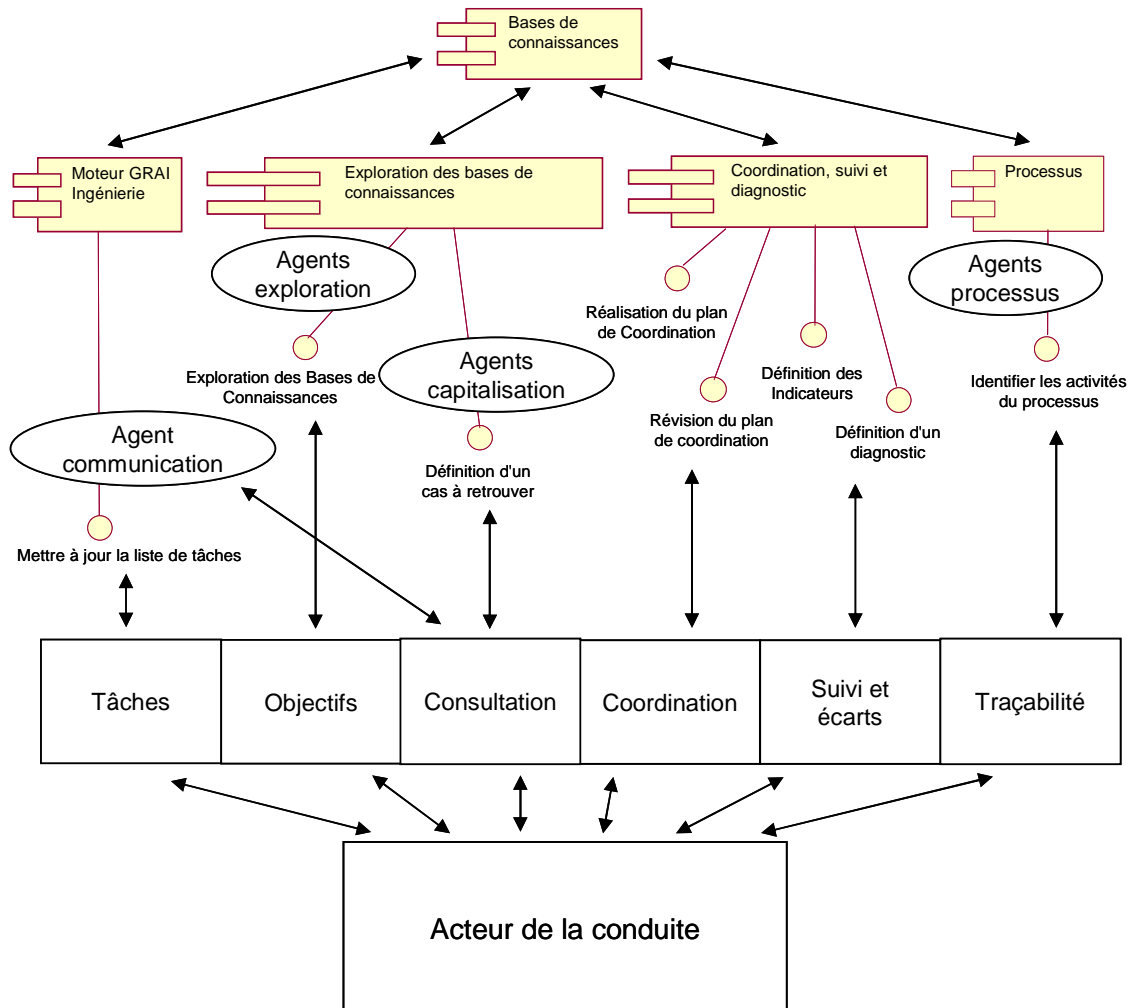 Bases de
connaissances
Moteur GRAI
Ingénierie
Exploration des bases de
connaissances
Coordination, suivi et
diagnostic
Processus
Agents
exploration
Agents
processus
Réalisation du plan
de Coordination
Exploration des Bases de
Connaissances
Agents
capitalisation
Définition des
Indicateurs
Identifier les activités
du processus
Révision du plan
de coordination
Agent
communication
Définition d'un
diagnostic
Définition d'un
cas à retrouver
Mettre à jour la liste de tâches
Tâches
Objectifs
Consultation
Coordination
Suivi et
écarts
Traçabilité
Acteur de la conduite